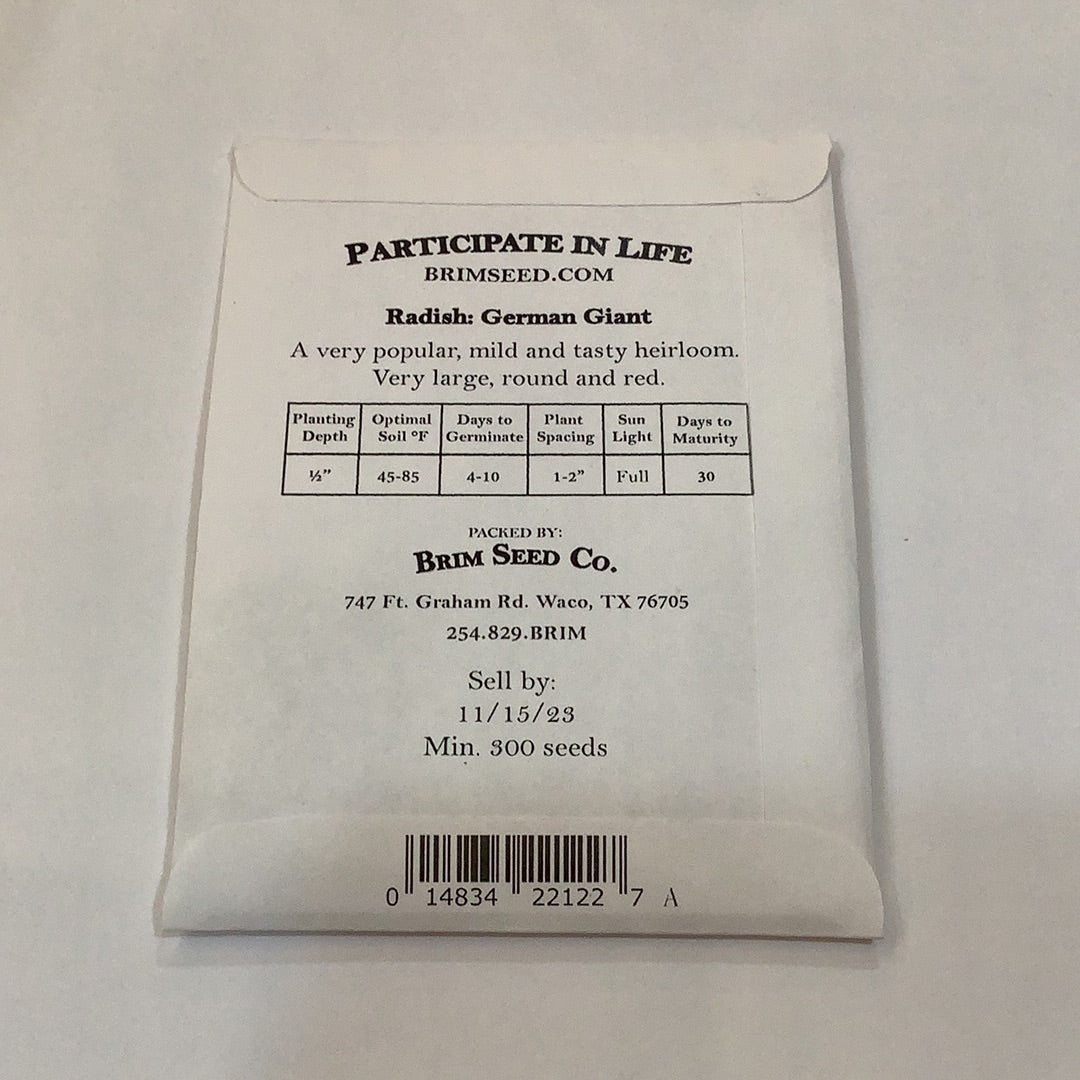 PARTICIPATE IN LIFE
BRIMSEED.COM
Radish: German Giant
A very popular, mild and tasty heirloom.
Very large, round and red.
Planting Depth Optimal Soil °F Days to Germinate Plant Spacing Sun Light Days to Maturity
½" 45-85 4-10 1-2" Full 30
PACKED BY:
BRIM SEED CO.
747 Ft. Graham Rd. Waco, TX 76705
254.829.BRIM
Sell by:
11/15/23
Min. 300 seeds
0 14834 22122 7 A